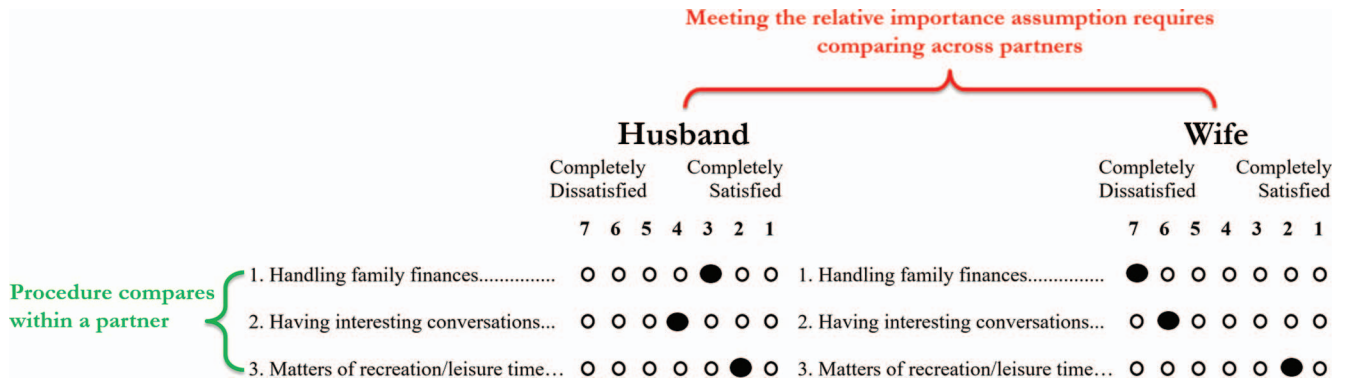 Meeting the relative importance assumption requires
comparing across partners
Husband Wife
Completely Completely Completely Completely
Dissatisfied Satisfied Dissatisfied Satisfied
7 6 5 4 3 2 1 7 6 5 4 3 2 1
1. Handling family finances............... 1. Handling family finances...............
Procedure compares
within a partner
2. Having interesting conversations... 2. Having interesting conversations...
3. Matters of recreation/leisure time… 3. Matters of recreation/leisure time…